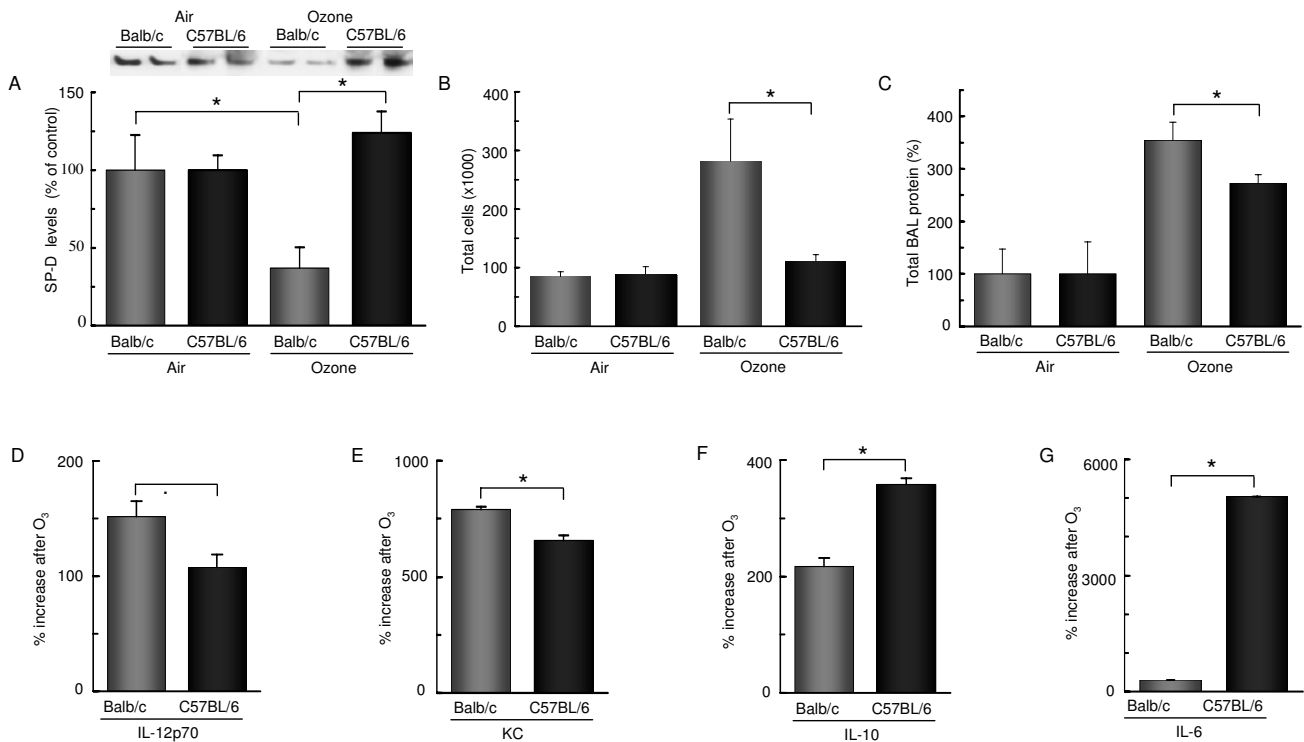 Air Ozone
Balb/c C57BL/6 Balb/c C57BL/6
A
*
*
SP-D levels (% of control)
150
100
50
0
Balb/c C57BL/6 Balb/c C57BL/6
Air Ozone
B
*
Total cells (x1000)
400
300
200
100
0
Balb/c C57BL/6 Balb/c C57BL/6
Air Ozone
C
*
Total BAL protein (%)
400
300
200
100
0
Balb/c C57BL/6 Balb/c C57BL/6
Air Ozone
D
% increase after O3
200
100
0
Balb/c C57BL/6
IL-12p70
E
*
% increase after O3
1000
500
0
Balb/c C57BL/6
KC
F
*
% increase after O3
400
200
0
Balb/c C57BL/6
IL-10
G
*
% increase after O3
6000
3000
0
Balb/c C57BL/6
IL-6